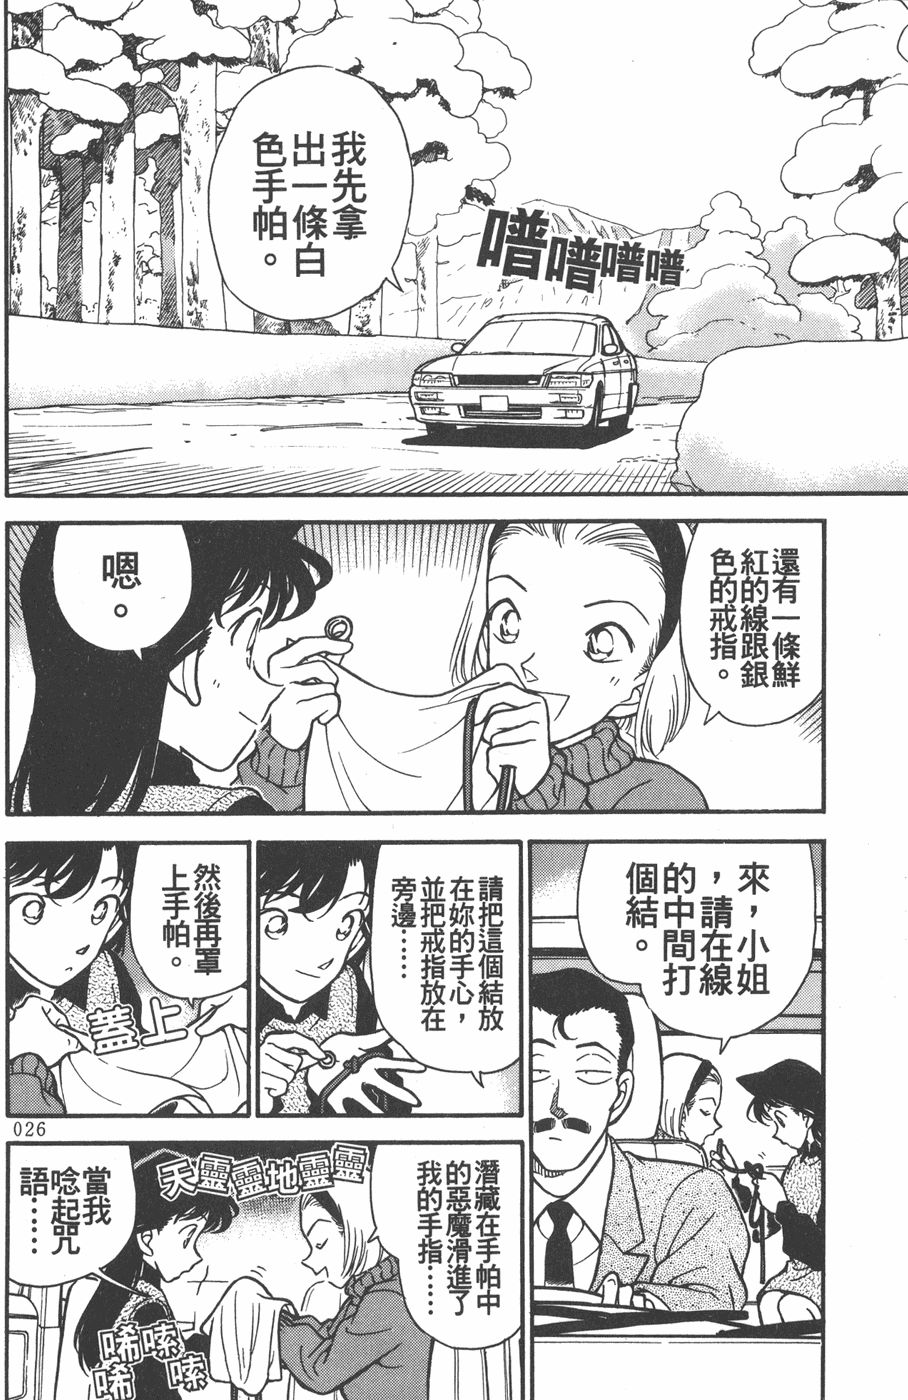 我先拿
出一條白
色手帕。
噜噜噜噜
還有一條鮮
紅的線跟銀
色的戒指。
嗯。
來，小姐
，請在線
的中間打
個結。
請把這個結放
在妳的手心，
並把戒指放在
旁邊……
然後再罩
上手帕。
蓋上
潛藏在手帕中
的惡魔滑進了
我的手指……
天靈靈地靈靈
當我
唸起咒
語……
唏嗦
唏嗦
026